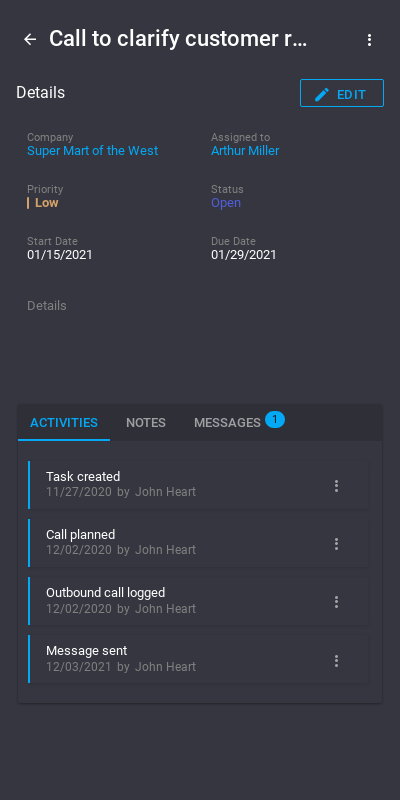 Call to clarify customer r...
Details
EDIT
Company
Assigned to
Super Mart of the West
Arthur Miller
Priority
Status
Low
Open
Start Date
Due Date
01/15/2021
01/29/2021
Details
ACTIVITIES NOTES MESSAGES 1
Task created
11/27/2020 by John Heart
Call planned
12/02/2020 by John Heart
Outbound call logged
12/02/2020 by John Heart
Message sent
12/03/2021 by John Heart